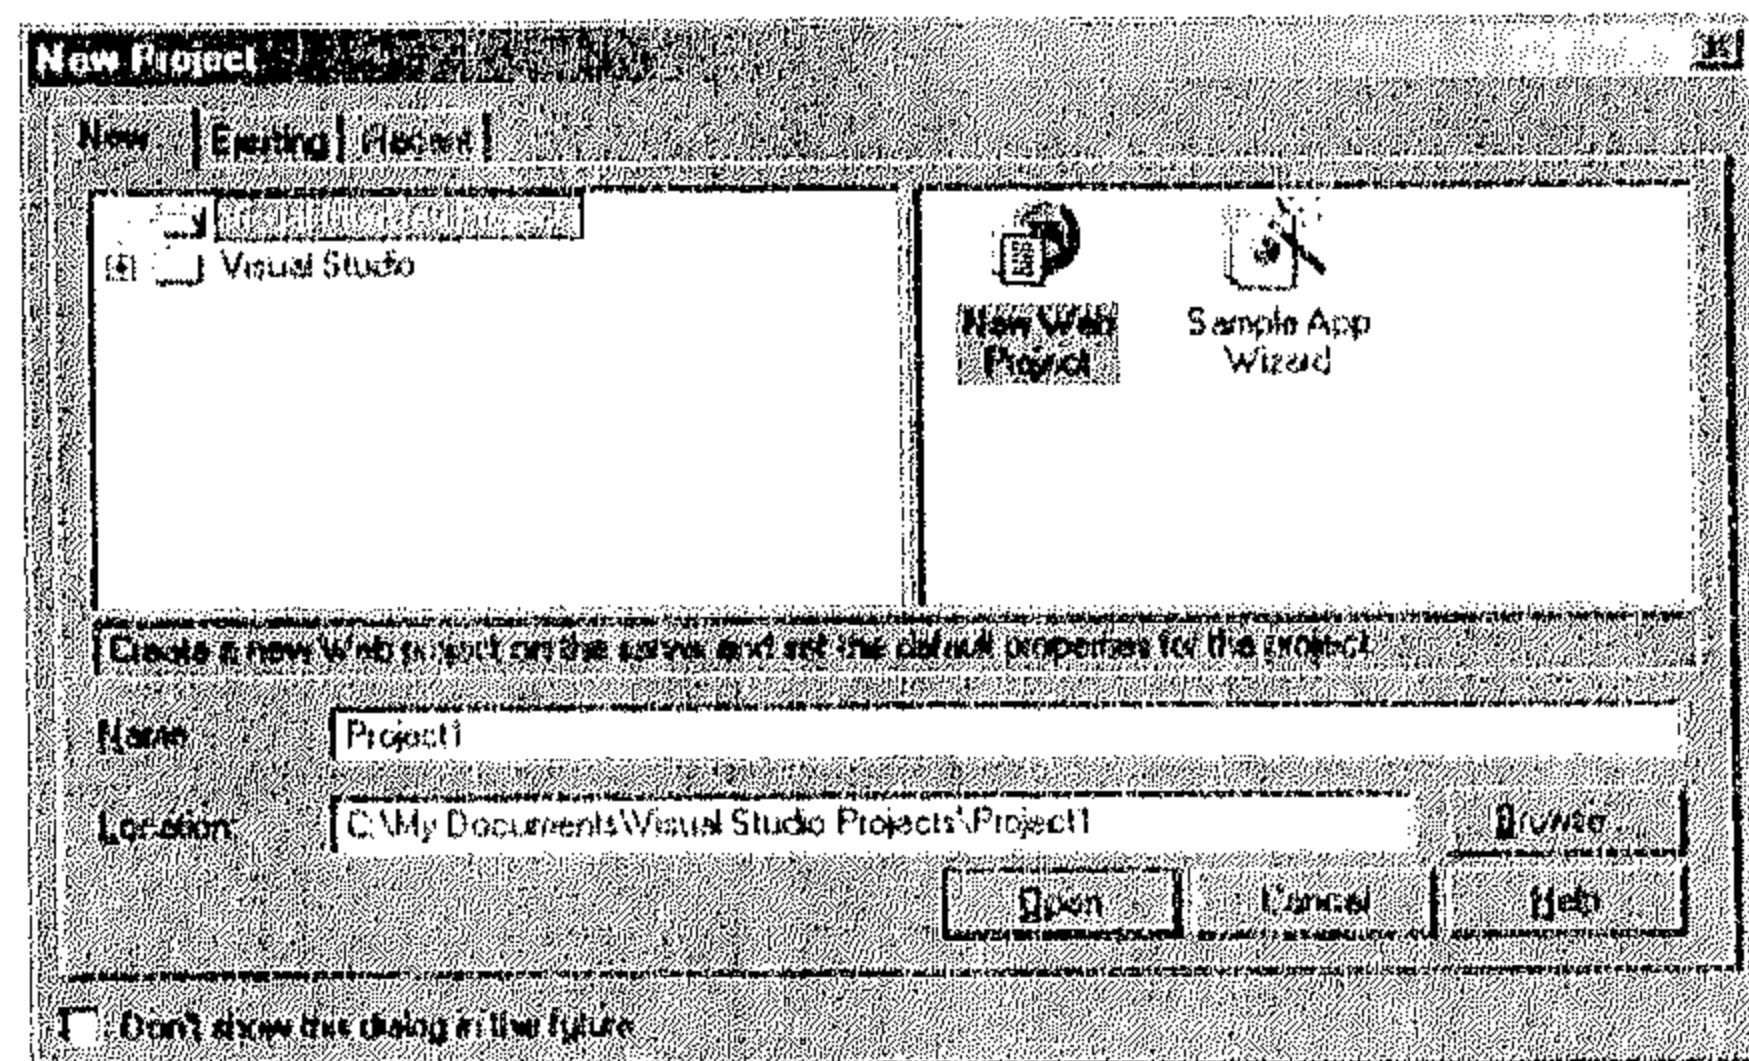 New Project
New Existing Recent
Visual Studio
New Web
Project
Sample App
Wizard
Create a new Web project on the server and set the default properties for the project.
Name
Project1
Location:
C:\My Documents\Visual Studio Projects\Project1
Browse...
Open
Cancel
Help
Don't show this dialog in the future